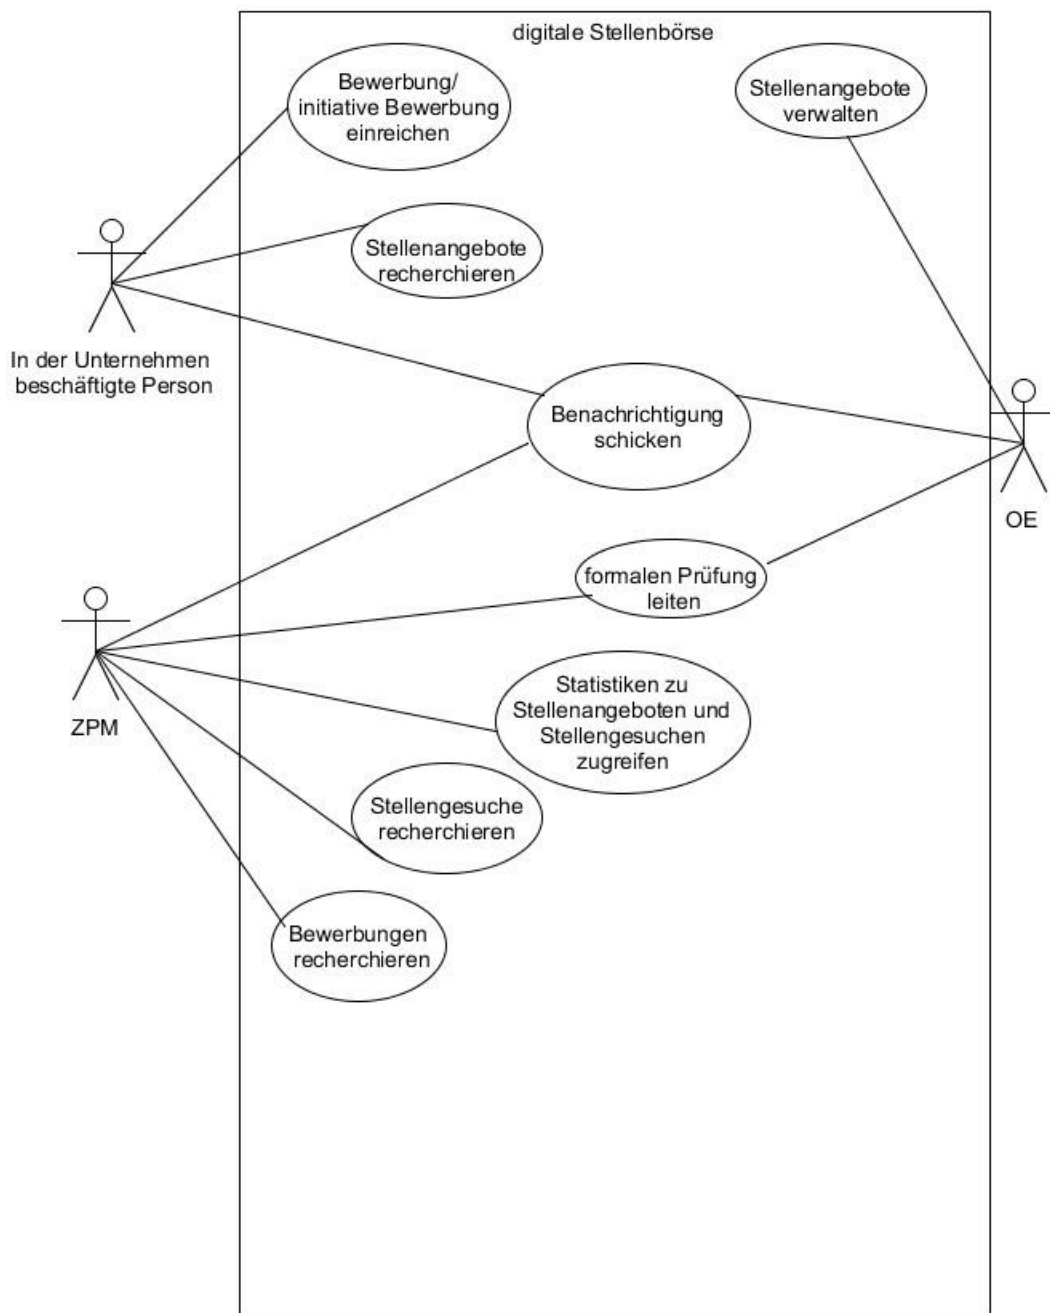 digitale Stellenbörse
Bewerbung/
initiative Bewerbung
einreichen
Stellenangebote
verwalten
Stellenangebote
recherchieren
In der Unternehmen
beschäftigte Person
Benachrichtigung
schicken
OE
formalen Prüfung
leiten
ZPM
Statistiken zu
Stellenangeboten und
Stellengesuchen
zugreifen
Stellengesuche
recherchieren
Bewerbungen
recherchieren